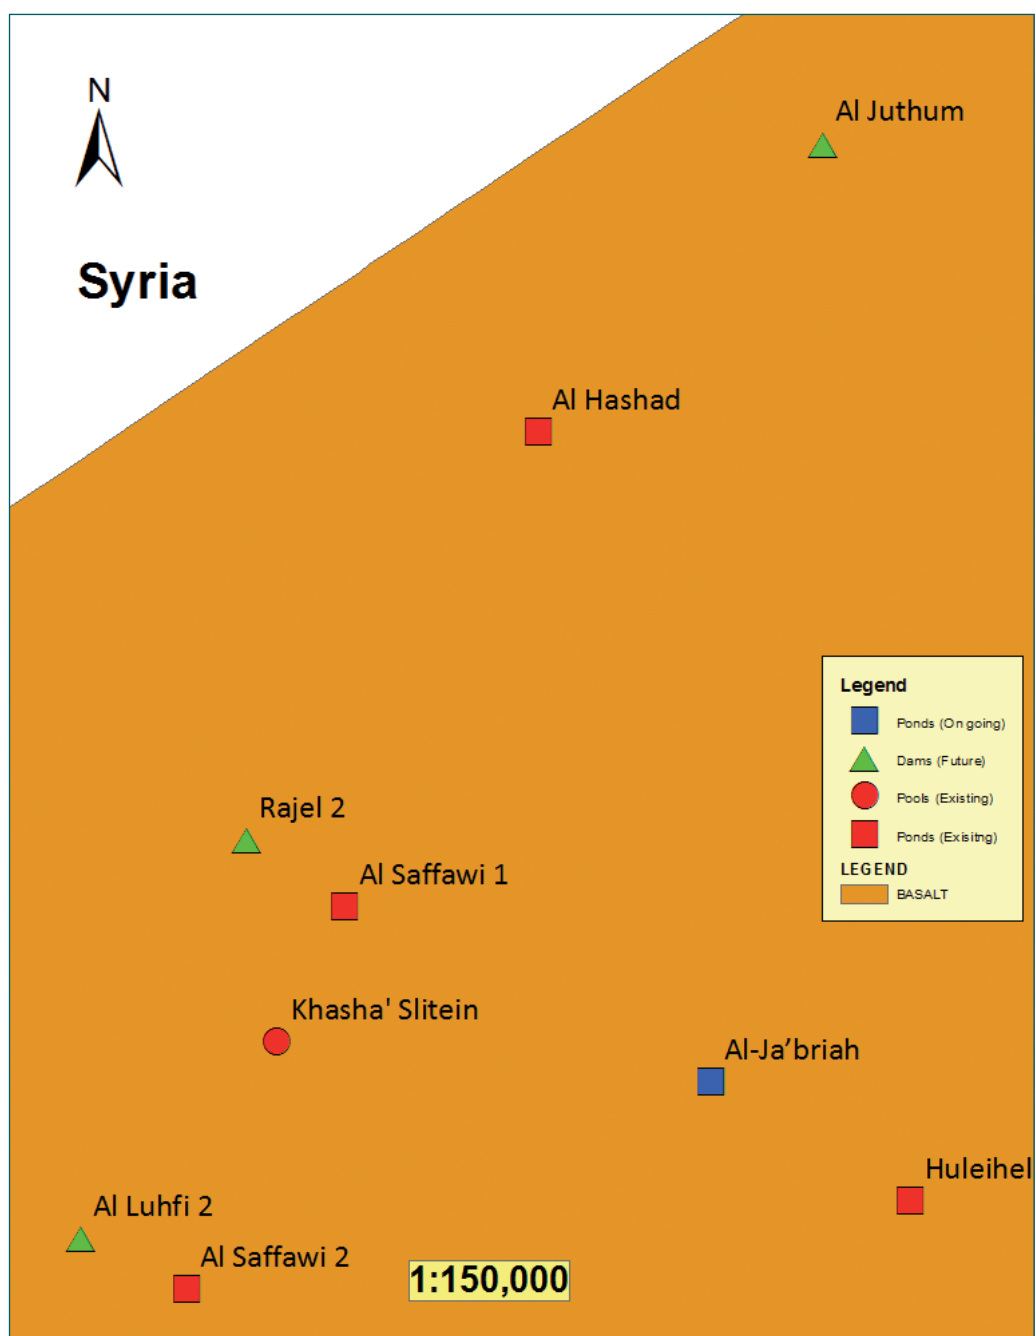 N
Syria
Al Juthum
Al Hashad
Legend
Ponds (On going)
Dams (Future)
Pools (Existing)
Ponds (Exisitng)
LEGEND
BASALT
Rajel 2
Al Saffawi 1
Khasha' Slitein
Al-Ja’briah
Huleihel
Al Luhfi 2
Al Saffawi 2
1:150,000